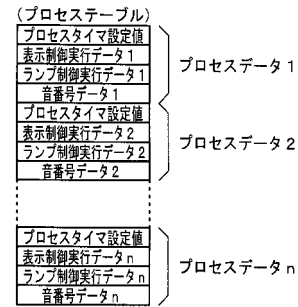 (プロセステーブル)
プロセスタイマ設定値
表示制御実行データ1
ランプ制御実行データ1
音番号データ1
プロセスデータ1
プロセスタイマ設定値
表示制御実行データ2
ランプ制御実行データ2
音番号データ2
プロセスデータ2
プロセスタイマ設定値
表示制御実行データn
ランプ制御実行データn
音番号データn
プロセスデータn